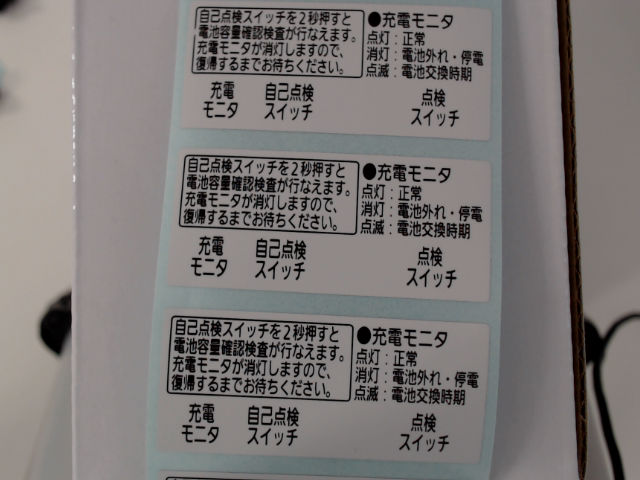 自己点検スイッチを2秒押すと
電池容量確認検査が行なえます。
充電モニタが消灯しますので、
復帰するまでお待ちください。
●充電モニタ
点灯：正常
消灯：電池外れ・停電
点滅：電池交換時期
充電 自己点検 点検
モニタ スイッチ スイッチ
自己点検スイッチを2秒押すと
電池容量確認検査が行なえます。
充電モニタが消灯しますので、
復帰するまでお待ちください。
●充電モニタ
点灯：正常
消灯：電池外れ・停電
点滅：電池交換時期
充電 自己点検 点検
モニタ スイッチ スイッチ
自己点検スイッチを2秒押すと
電池容量確認検査が行なえます。
充電モニタが消灯しますので、
復帰するまでお待ちください。
●充電モニタ
点灯：正常
消灯：電池外れ・停電
点滅：電池交換時期
充電 自己点検 点検
モニタ スイッチ スイッチ